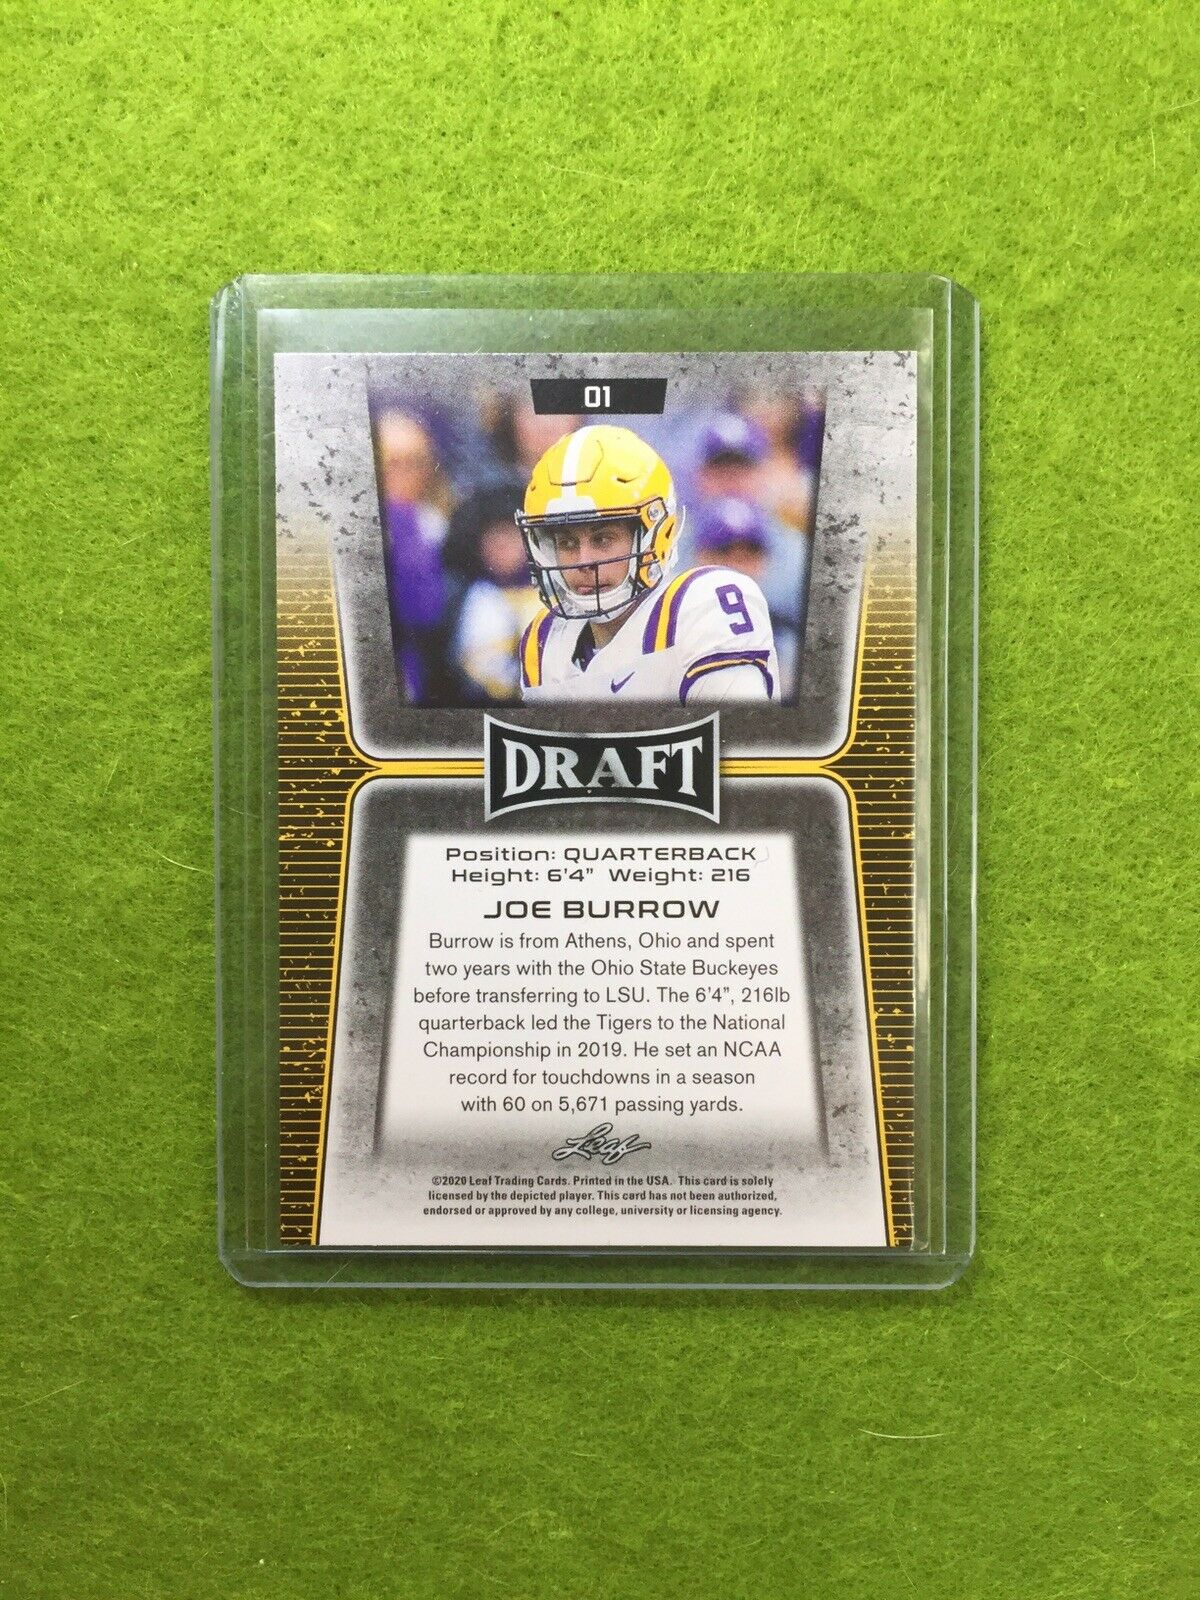 01
9
DRAFT
Position: QUARTERBACK
Height: 6'4" Weight: 216
JOE BURROW
Burrow is from Athens, Ohio and spent
two years with the Ohio State Buckeyes
before transferring to LSU. The 6'4", 216lb
quarterback led the Tigers to the National
Championship in 2019. He set an NCAA
record for touchdowns in a season
with 60 on 5,671 passing yards.
Leaf
©2020 Leaf Trading Cards. Printed in the USA. This card is solely
licensed by the depicted player. This card has not been authorized,
endorsed or approved by any college, university or licensing agency.